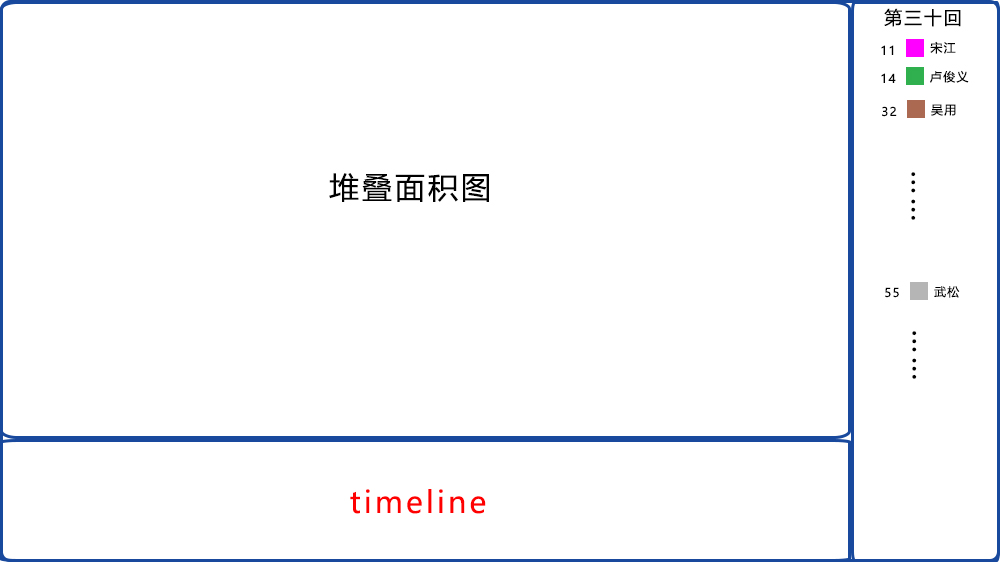 堆叠面积图
timeline
第三十回
11 宋江
14 卢俊义
32 吴用
55 武松